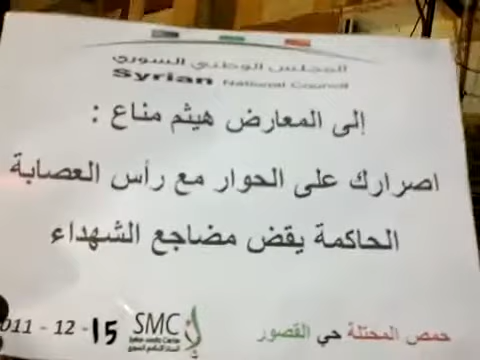 المجلس الوطني السوري
Syrian National Council
إلى المعارض هيثم مناع :
اصرارك على الحوار مع رأس العصابة
الحاكمة يقض مضاجع الشهداء
حمص المحتلة حي القصور
SMC
011 - 12 - 15